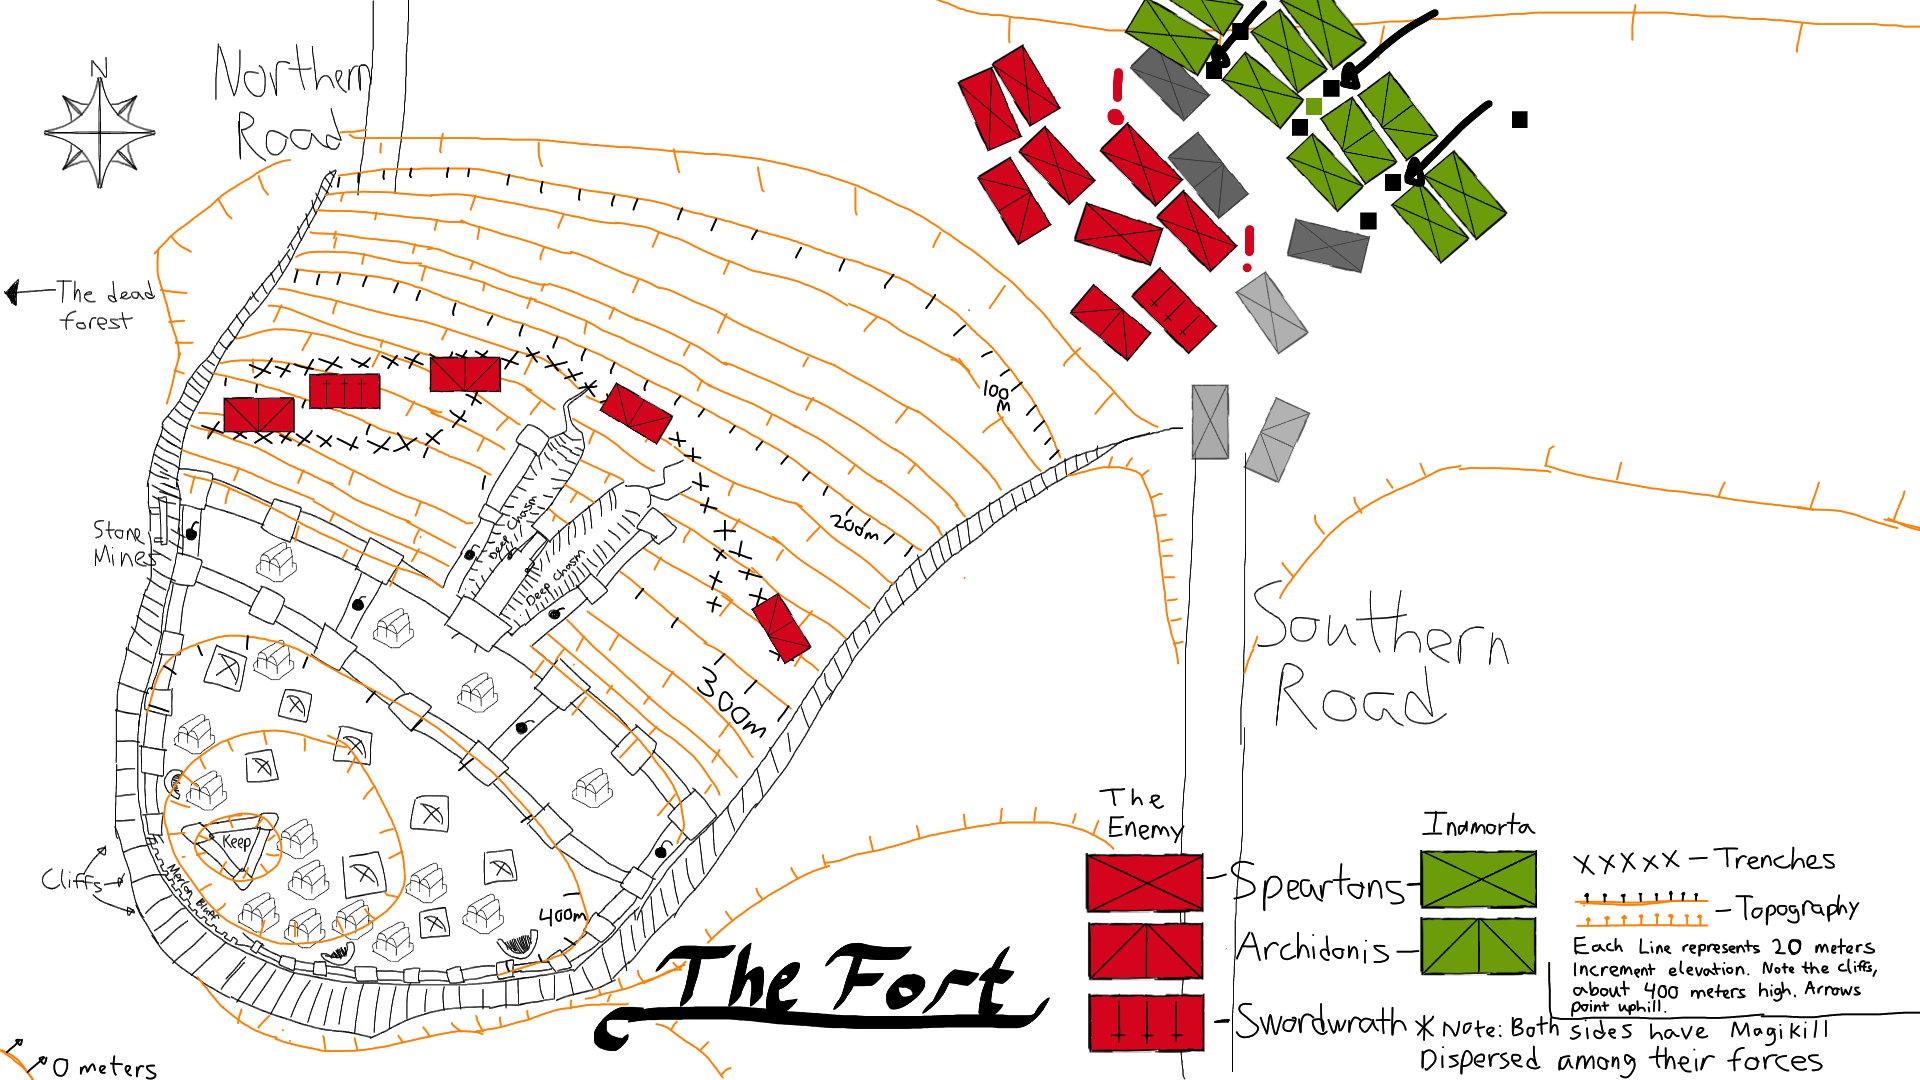 N
Northern
Road
The dead
forest
100
M
200m
300m
400m
Stone
Mines
Deep Chasm
Deep Chasm
Keep
Merlon Bluff
Cliffs
0 meters
Southern
Road
The Fort
The
Enemy
Inamorta
Speartons
Archidonis
Swordwrath
XXXXX - Trenches
- Topography
Each Line represents 20 meters
Increment elevation. Note the cliffs,
about 400 meters high. Arrows
point uphill.
* Note: Both sides have Magikill
Dispersed among their forces
!
!